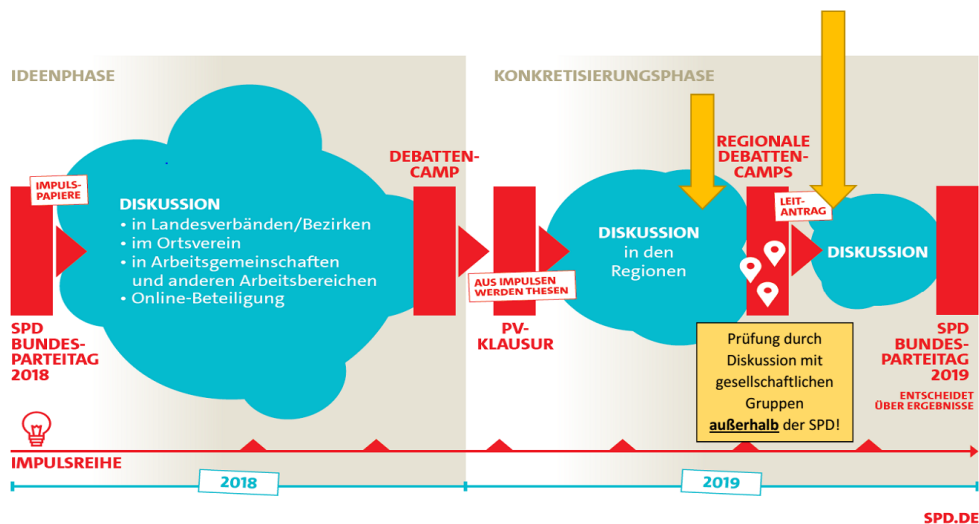 IDEENPHASE
KONKRETISIERUNGSPHASE
IMPULS-
PAPIERE
DISKUSSION
• in Landesverbänden/Bezirken
• im Ortsverein
• in Arbeitsgemeinschaften
und anderen Arbeitsbereichen
• Online-Beteiligung
DEBATTEN-
CAMP
AUS IMPULSEN
WERDEN THESEN
DISKUSSION
in den
Regionen
REGIONALE
DEBATTEN-
CAMPS
LEIT-
ANTRAG
DISKUSSION
SPD
BUNDES-
PARTEITAG
2018
PV-
KLAUSUR
Prüfung durch
Diskussion mit
gesellschaftlichen
Gruppen
außerhalb der SPD!
SPD
BUNDES-
PARTEITAG
2019
ENTSCHEIDET
ÜBER ERGEBNISSE
IMPULSREIHE
2018
2019
SPD.DE